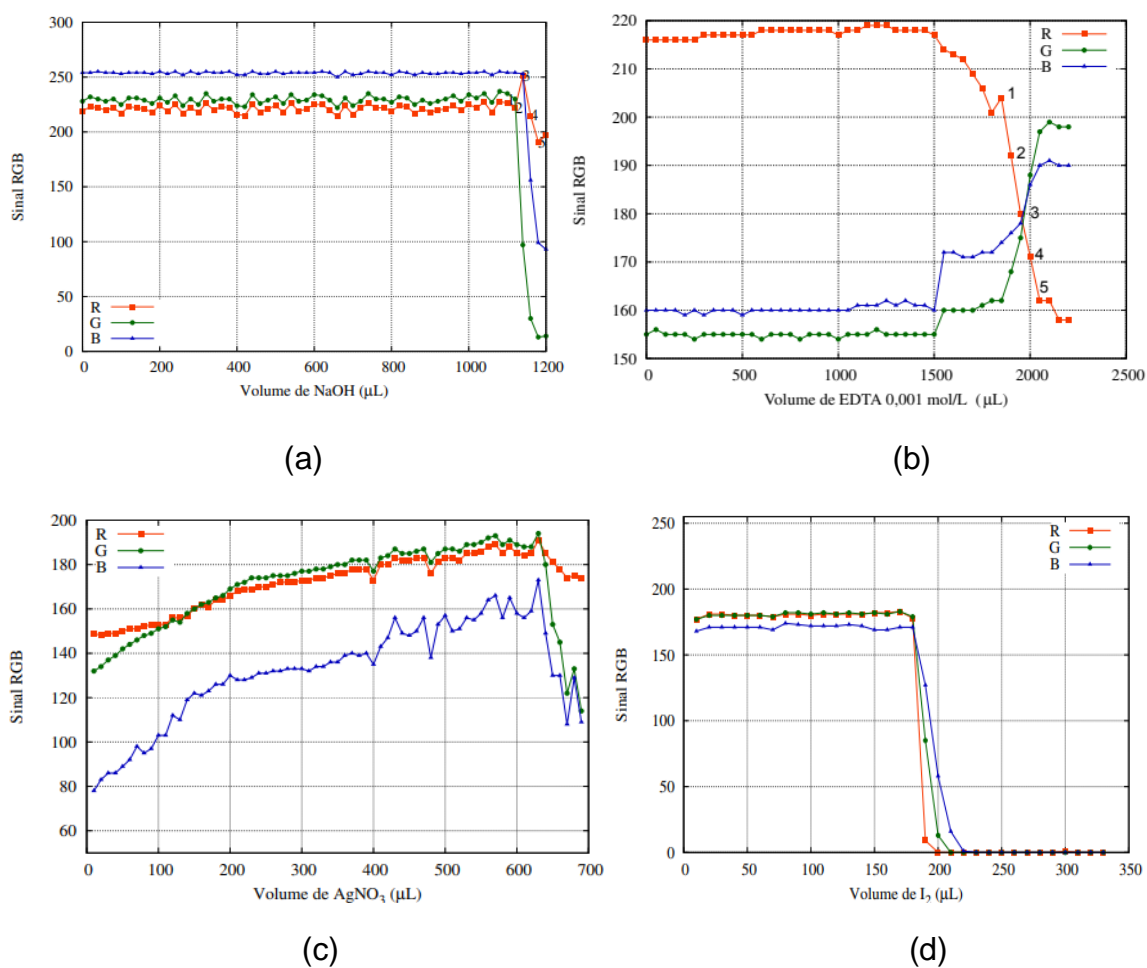 300
250
200
150
100
50
0
Sinal RGB
R
G
B
2
3
4
5
0 200 400 600 800 1000 1200
Volume de NaOH (μL)
(a)
220
210
200
190
180
170
160
150
Sinal RGB
R
G
B
1
2
3
4
5
0 500 1000 1500 2000 2500
Volume de EDTA 0,001 mol/L (μL)
(b)
200
180
160
140
120
100
80
60
Sinal RGB
R
G
B
0 100 200 300 400 500 600 700
Volume de AgNO₃ (μL)
(c)
250
200
150
100
50
0
Sinal RGB
R
G
B
0 50 100 150 200 250 300 350
Volume de I₂ (μL)
(d)